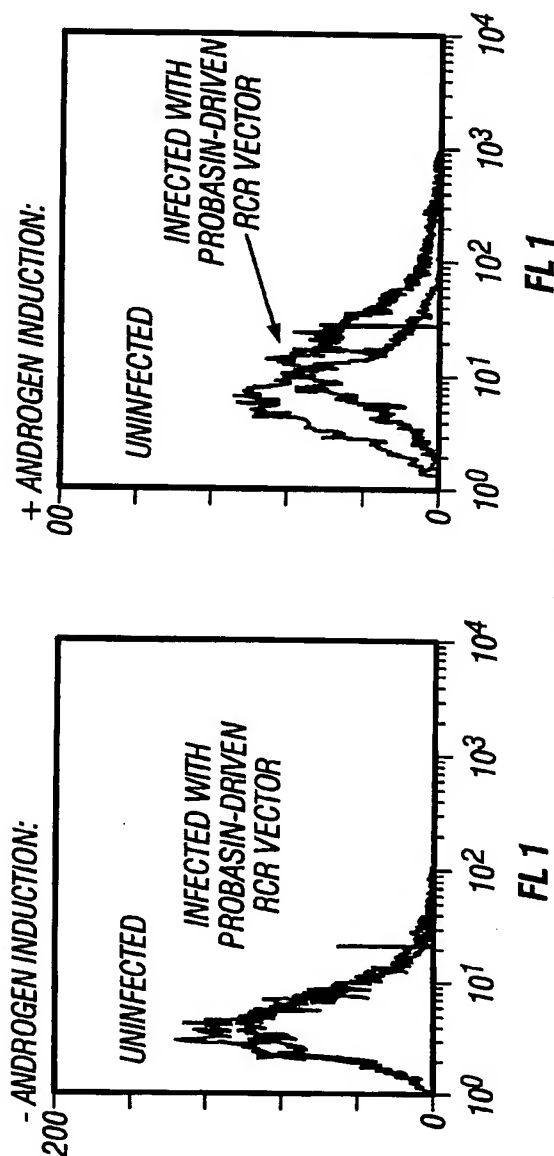 - ANDROGEN INDUCTION:
200
UNINFECTED
INFECTED WITH
PROBASIN-DRIVEN
RCR VECTOR
0
10⁰ 10¹ 10² 10³ 10⁴
FL 1
+ ANDROGEN INDUCTION:
00
UNINFECTED
INFECTED WITH
PROBASIN-DRIVEN
RCR VECTOR
0
10⁰ 10¹ 10² 10³ 10⁴
FL 1